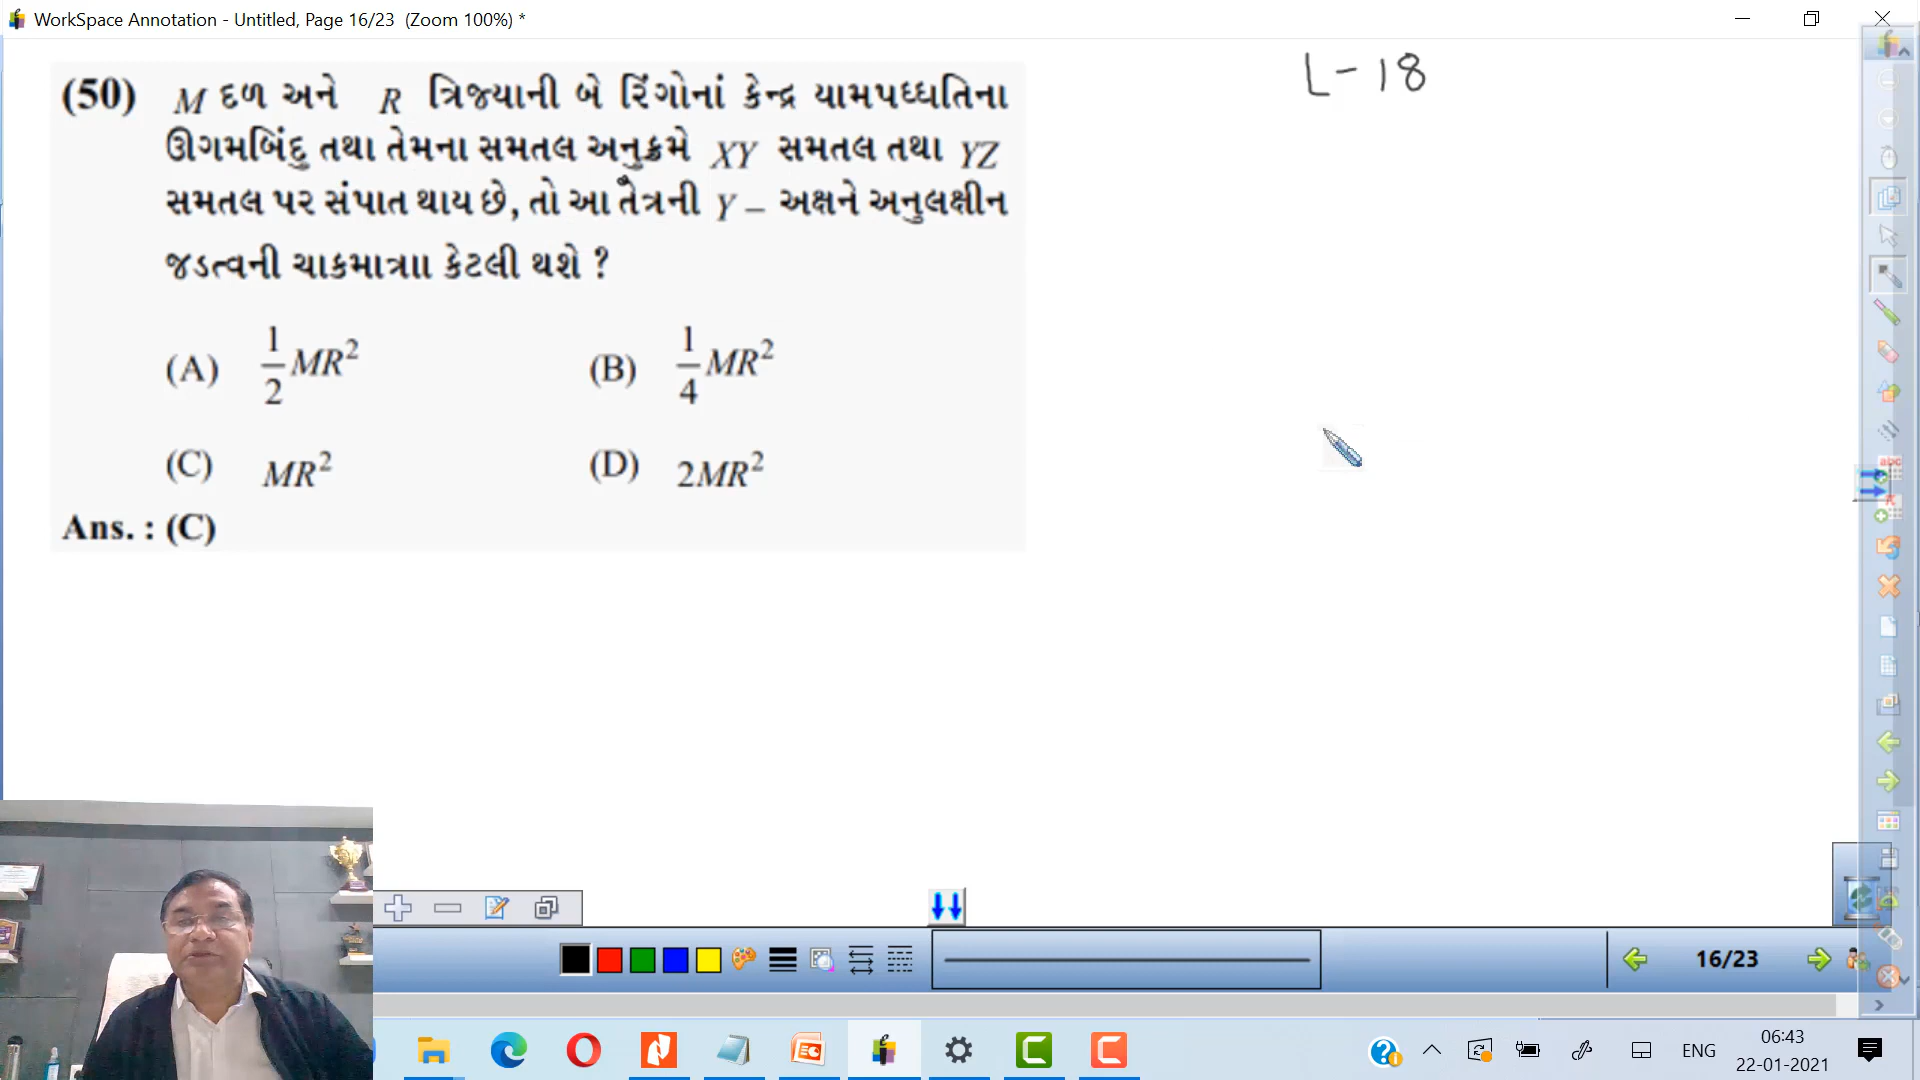 WorkSpace Annotation - Untitled, Page 16/23 (Zoom 100%) *
L - 18
(50) M દળ અને R ત્રિજ્યાની બે રિંગોનાં કેન્દ્ર યામપધ્ધતિના
ઊગમબિંદુ તથા તેમના સમતલ અનુક્રમે XY સમતલ તથા YZ
સમતલ પર સંપાત થાય છે, તો આ તૈત્રની Y – અક્ષને અનુલક્ષીન
જડત્વની ચાકમાત્રાા કેટલી થશે ?
(A) 1/2 MR² (B) 1/4 MR²
(C) MR² (D) 2MR²
Ans. : (C)
16/23
ENG
06:43
22-01-2021